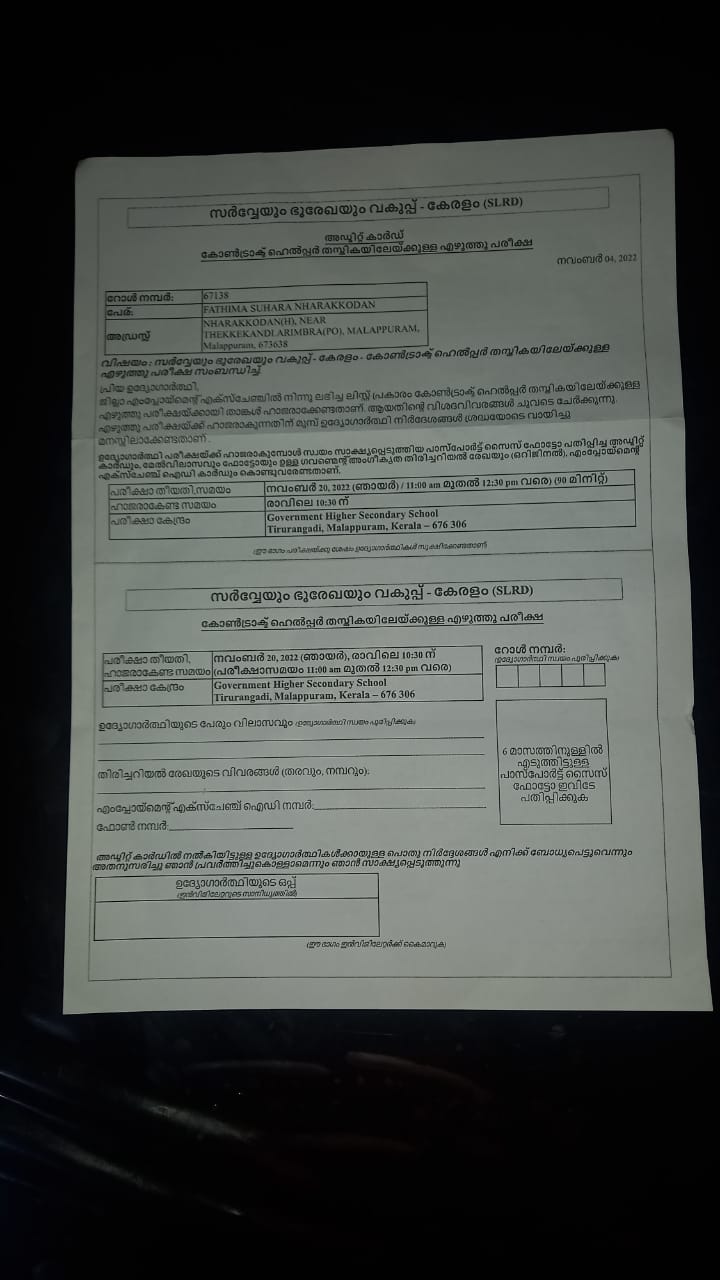 സർവ്വേയും ഭൂരേഖയും വകുപ്പ് - കേരളം (SLRD)
അഡ്മിറ്റ് കാർഡ്
കോൺട്രാക്ട് ഹെൽപ്പർ തസ്തികയിലേയ്ക്കുള്ള എഴുത്തു പരീക്ഷ
നവംബർ 04, 2022
റോൾ നമ്പർ: 67138
പേര്: FATHIMA SUHARA NHARAKKODAN
അഡ്രസ്സ് NHARAKKODAN(H), NEAR
THEKKEKANDI,ARIMBRA(PO), MALAPPURAM,
Malappuram, 673638
വിഷയം : സർവ്വേയും ഭൂരേഖയും വകുപ്പ് - കേരളം - കോൺട്രാക്ട് ഹെൽപ്പർ തസ്തികയിലേയ്ക്കുള്ള
എഴുത്തു പരീക്ഷ സംബന്ധിച്ച്
പ്രിയ ഉദ്യോഗാർത്ഥി,
ജില്ലാ എംപ്ലോയ്മെന്റ് എക്സ്ചേഞ്ചിൽ നിന്നു ലഭിച്ച ലിസ്റ്റ് പ്രകാരം കോൺട്രാക്ട് ഹെൽപ്പർ തസ്തികയിലേയ്ക്കുള്ള
എഴുത്തു പരീക്ഷയ്ക്കായി താങ്കൾ ഹാജരാകേണ്ടതാണ്. ആയതിന്റെ വിശദവിവരങ്ങൾ ചുവടെ ചേർക്കുന്നു.
എഴുത്തു പരീക്ഷയ്ക്ക് ഹാജരാകുന്നതിന് മുമ്പ് ഉദ്യോഗാർത്ഥി നിർദേശങ്ങൾ ശ്രദ്ധയോടെ വായിച്ചു
മനസ്സിലാക്കേണ്ടതാണ്.
ഉദ്യോഗാർത്ഥി പരീക്ഷയ്ക്ക് ഹാജരാകുമ്പോൾ സ്വയം സാക്ഷ്യപ്പെടുത്തിയ പാസ്പോർട്ട് സൈസ് ഫോട്ടോ പതിപ്പിച്ച അഡ്മിറ്റ്
കാർഡും, മേൽവിലാസവും ഫോട്ടോയും ഉള്ള ഗവണ്മെന്റ് അംഗീകൃത തിരിച്ചറിയൽ രേഖയും (ഒറിജിനൽ), എംപ്ലോയ്മെന്റ്
എക്സ്ചേഞ്ച് ഐഡി കാർഡും കൊണ്ടുവരേണ്ടതാണ്.
പരീക്ഷാ തീയതി,സമയം നവംബർ 20, 2022 (ഞായർ) / 11:00 am മുതൽ 12:30 pm വരെ) (90 മിനിറ്റ്)
ഹാജരാകേണ്ട സമയം രാവിലെ 10:30 ന്
പരീക്ഷാ കേന്ദ്രം Government Higher Secondary School
Tirurangadi, Malappuram, Kerala – 676 306
(ഈ ഭാഗം പരീക്ഷയ്ക്കു ശേഷം ഉദ്യോഗാർത്ഥികൾ സൂക്ഷിക്കേണ്ടതാണ്)
സർവ്വേയും ഭൂരേഖയും വകുപ്പ് - കേരളം (SLRD)
കോൺട്രാക്ട് ഹെൽപ്പർ തസ്തികയിലേയ്ക്കുള്ള എഴുത്തു പരീക്ഷ
പരീക്ഷാ തീയതി, നവംബർ 20, 2022 (ഞായർ), രാവിലെ 10:30 ന്
ഹാജരാകേണ്ട സമയം (പരീക്ഷാസമയം 11:00 am മുതൽ 12:30 pm വരെ)
പരീക്ഷാ കേന്ദ്രം Government Higher Secondary School
Tirurangadi, Malappuram, Kerala – 676 306
റോൾ നമ്പർ:
(ഉദ്യോഗാർത്ഥി സ്വയം പൂരിപ്പിക്കുക)
ഉദ്യോഗാർത്ഥിയുടെ പേരും വിലാസവും (ഉദ്യോഗാർത്ഥി സ്വയം പൂരിപ്പിക്കുക)
തിരിച്ചറിയൽ രേഖയുടെ വിവരങ്ങൾ (തരവും, നമ്പറും):
എംപ്ലോയ്മെന്റ് എക്സ്ചേഞ്ച് ഐഡി നമ്പർ:
ഫോൺ നമ്പർ:
6 മാസത്തിനുള്ളിൽ
എടുത്തിട്ടുള്ള
പാസ്പോർട്ട് സൈസ്
ഫോട്ടോ ഇവിടെ
പതിപ്പിക്കുക
അഡ്മിറ്റ് കാർഡിൽ നൽകിയിട്ടുള്ള ഉദ്യോഗാർത്ഥികൾക്കായുള്ള പൊതു നിർദ്ദേശങ്ങൾ എനിക്ക് ബോധ്യപ്പെട്ടുവെന്നും
അതനുസരിച്ചു ഞാൻ പ്രവർത്തിച്ചുകൊള്ളാമെന്നും ഞാൻ സാക്ഷ്യപ്പെടുത്തുന്നു
ഉദ്യോഗാർത്ഥിയുടെ ഒപ്പ്
(ഇൻവിജിലേറ്ററുടെ സാന്നിധ്യത്തിൽ)
(ഈ ഭാഗം ഇൻവിജിലേറ്റർക്ക് കൈമാറുക)